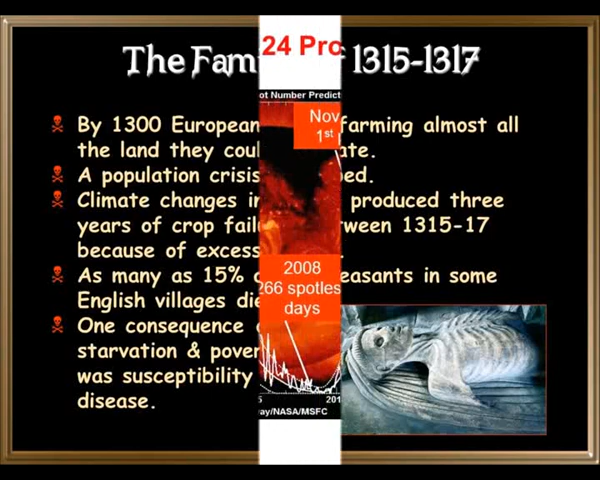 The Fam f 1315-1317
24 Pro
ot Number Predict
Nov
1st
2008
266 spotles
days
201
ay/NASA/MSFC
By 1300 European farming almost all
the land they cou ate.
A population crisis ped.
Climate changes in produced three
years of crop fail tween 1315-17
because of excess
As many as 15% o easants in some
English villages die
One consequence
starvation & pover
was susceptibility
disease.